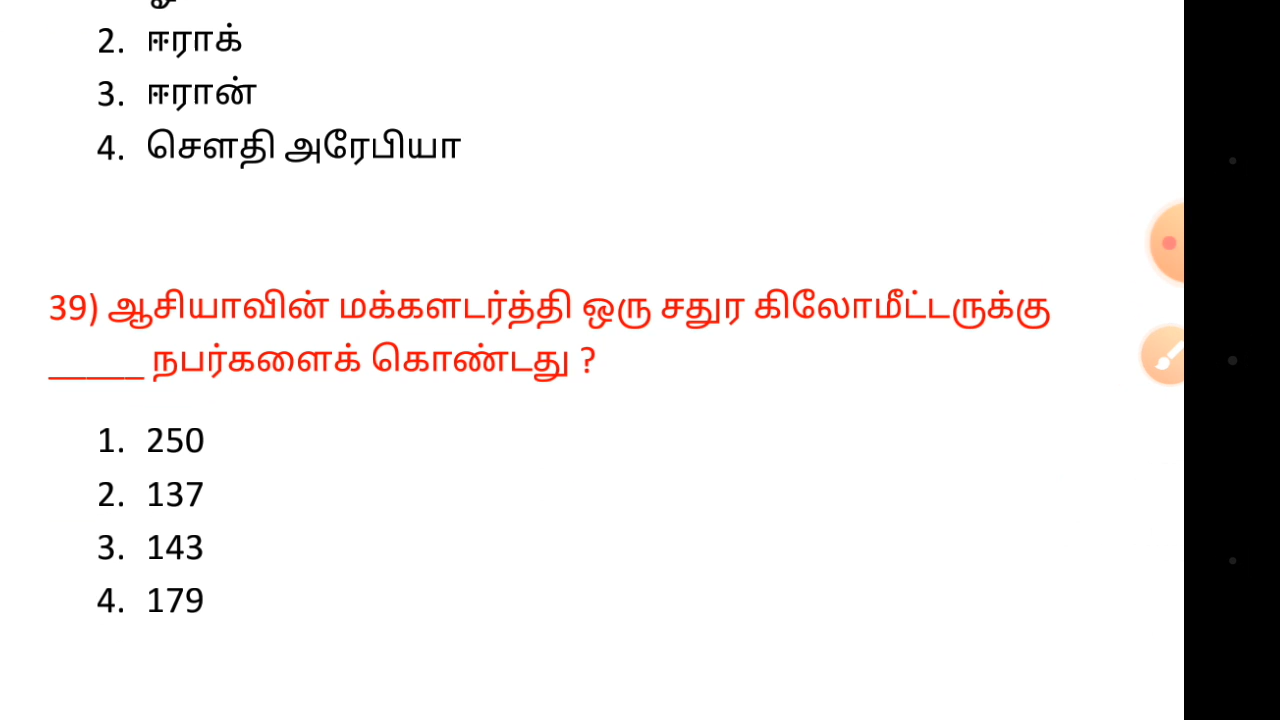 2. ஈராக்
3. ஈரான்
4. சௌதி அரேபியா
39) ஆசியாவின் மக்களடர்த்தி ஒரு சதுர கிலோமீட்டருக்கு
_____ நபர்களைக் கொண்டது ?
1. 250
2. 137
3. 143
4. 179